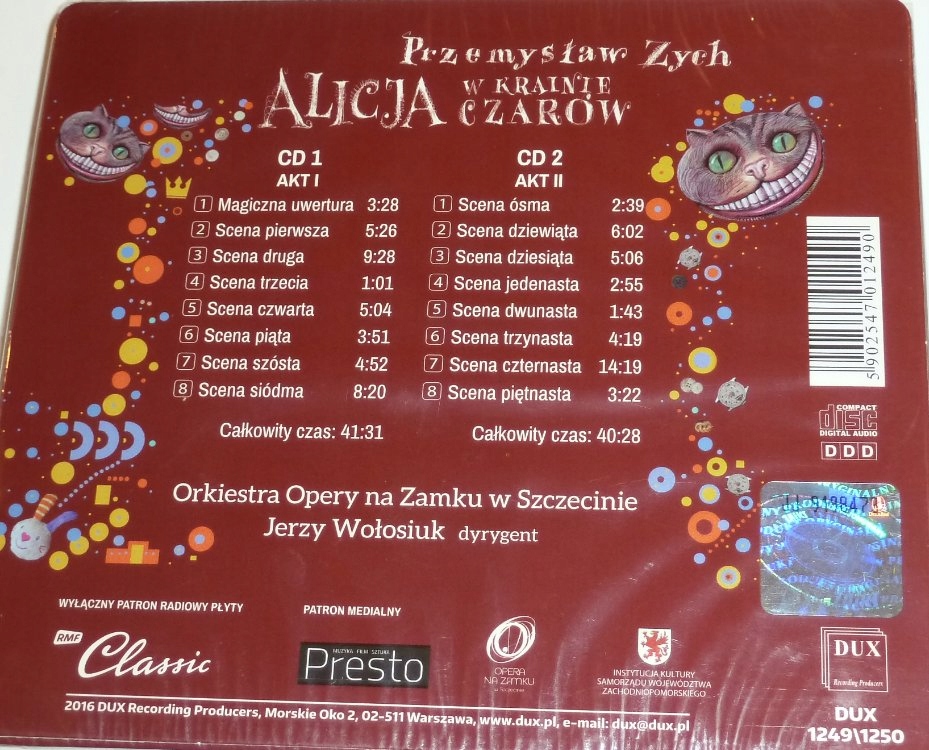 Przemysław Zych
ALICJA W KRAINIE CZARÓW
CD 1
AKT I
1 Magiczna uwertura 3:28
2 Scena pierwsza 5:26
3 Scena druga 9:28
4 Scena trzecia 1:01
5 Scena czwarta 5:04
6 Scena piąta 3:51
7 Scena szósta 4:52
8 Scena siódma 8:20
Całkowity czas: 41:31
CD 2
AKT II
1 Scena ósma 2:39
2 Scena dziewiąta 6:02
3 Scena dziesiąta 5:06
4 Scena jedenasta 2:55
5 Scena dwunasta 1:43
6 Scena trzynasta 4:19
7 Scena czternasta 14:19
8 Scena piętnasta 3:22
Całkowity czas: 40:28
5 902547 012490
COMPACT
disc
DIGITAL AUDIO
DDD
Orkiestra Opery na Zamku w Szczecinie
Jerzy Wołosiuk dyrygent
WYŁĄCZNY PATRON RADIOWY PŁYTY
RMF
Classic
PATRON MEDIALNY
MUZYKA FILM SZTUKA
Presto
OPERA
NA ZAMKU
w Szczecinie
INSTYTUCJA KULTURY
SAMORZĄDU WOJEWÓDZTWA
ZACHODNIOPOMORSKIEGO
DUX
Recording Producers
2016 DUX Recording Producers, Morskie Oko 2, 02-511 Warszawa, www.dux.pl, e-mail: dux@dux.pl
DUX
1249\1250